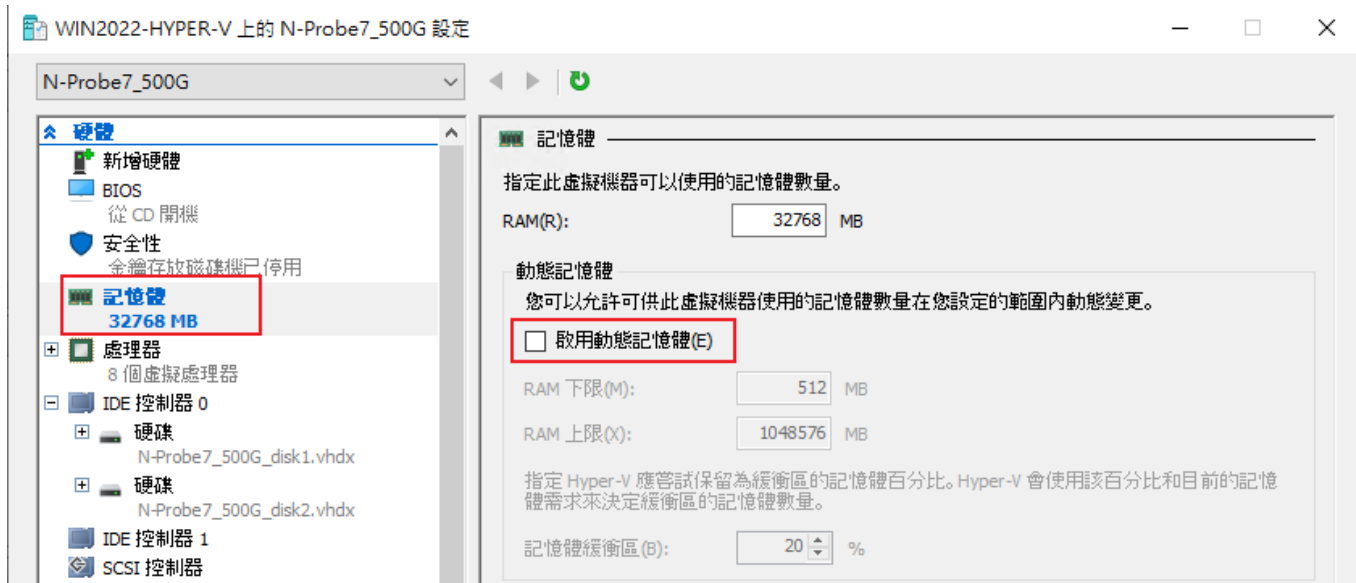 WIN2022-HYPER-V 上的 N-Probe7_500G 設定
N-Probe7_500G
硬體
新增硬體
BIOS
從 CD 開機
安全性
金鑰存放磁碟機已停用
記憶體
32768 MB
處理器
8 個虛擬處理器
IDE 控制器 0
硬碟
N-Probe7_500G_disk1.vhdx
硬碟
N-Probe7_500G_disk2.vhdx
IDE 控制器 1
SCSI 控制器
記憶體
指定此虛擬機器可以使用的記憶體數量。
RAM(R): 32768 MB
動態記憶體
您可以允許可供此虛擬機器使用的記憶體數量在您設定的範圍內動態變更。
啟用動態記憶體(E)
RAM 下限(M): 512 MB
RAM 上限(X): 1048576 MB
指定 Hyper-V 應嘗試保留為緩衝區的記憶體百分比。Hyper-V 會使用該百分比和目前的記憶
體需求來決定緩衝區的記憶體數量。
記憶體緩衝區(B): 20 %